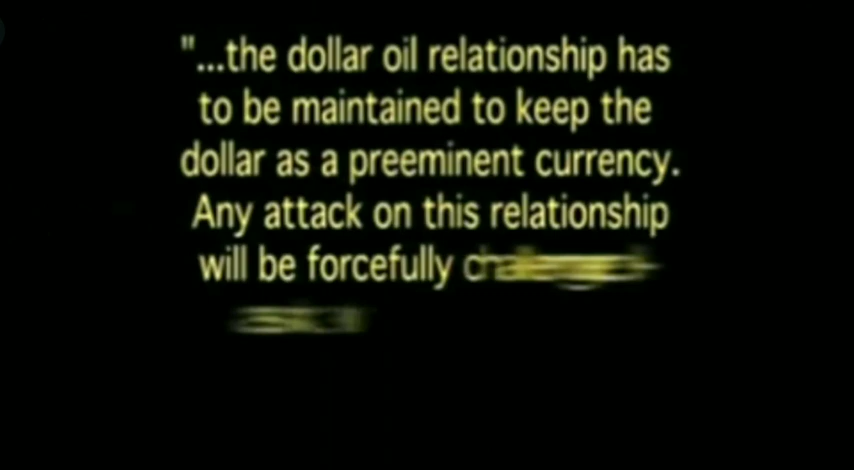 "...the dollar oil relationship has
to be maintained to keep the
dollar as a preeminent currency.
Any attack on this relationship
will be forcefully